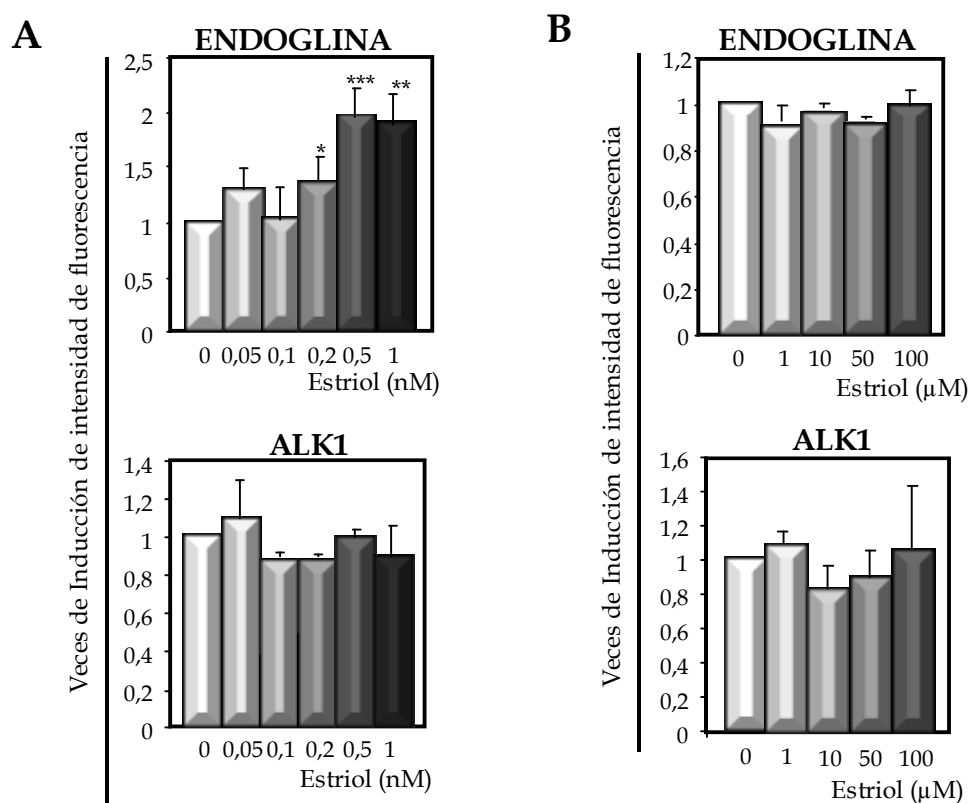 A
ENDOGLINA
Veces de Inducción de intensidad de fluorescencia
2,5
2
1,5
1
0,5
0
*
***
**
0 0,05 0,1 0,2 0,5 1
Estriol (nM)
ALK1
1,4
1,2
1
0,8
0,6
0,4
0,2
0
0 0,05 0,1 0,2 0,5 1
Estriol (nM)
B
ENDOGLINA
Veces de Inducción de intensidad de fluorescencia
1,2
1
0,8
0,6
0,4
0,2
0
0 1 10 50 100
Estriol (µM)
ALK1
1,6
1,4
1,2
1
0,8
0,6
0,4
0,2
0
0 1 10 50 100
Estriol (µM)